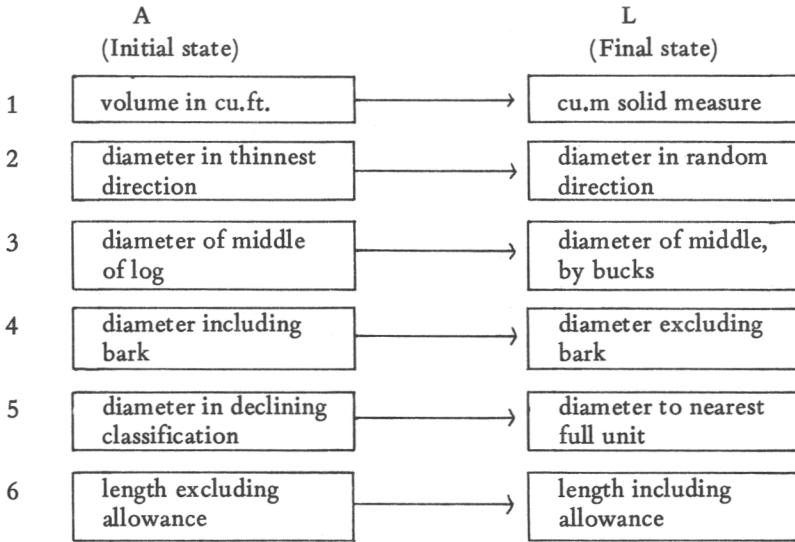 A L
(Initial state) (Final state)
1 volume in cu.ft. cu.m solid measure
2 diameter in thinnest diameter in random
direction direction
3 diameter of middle diameter of middle,
of log by bucks
4 diameter including diameter excluding
bark bark
5 diameter in declining diameter to nearest
classification full unit
6 length excluding length including
allowance allowance